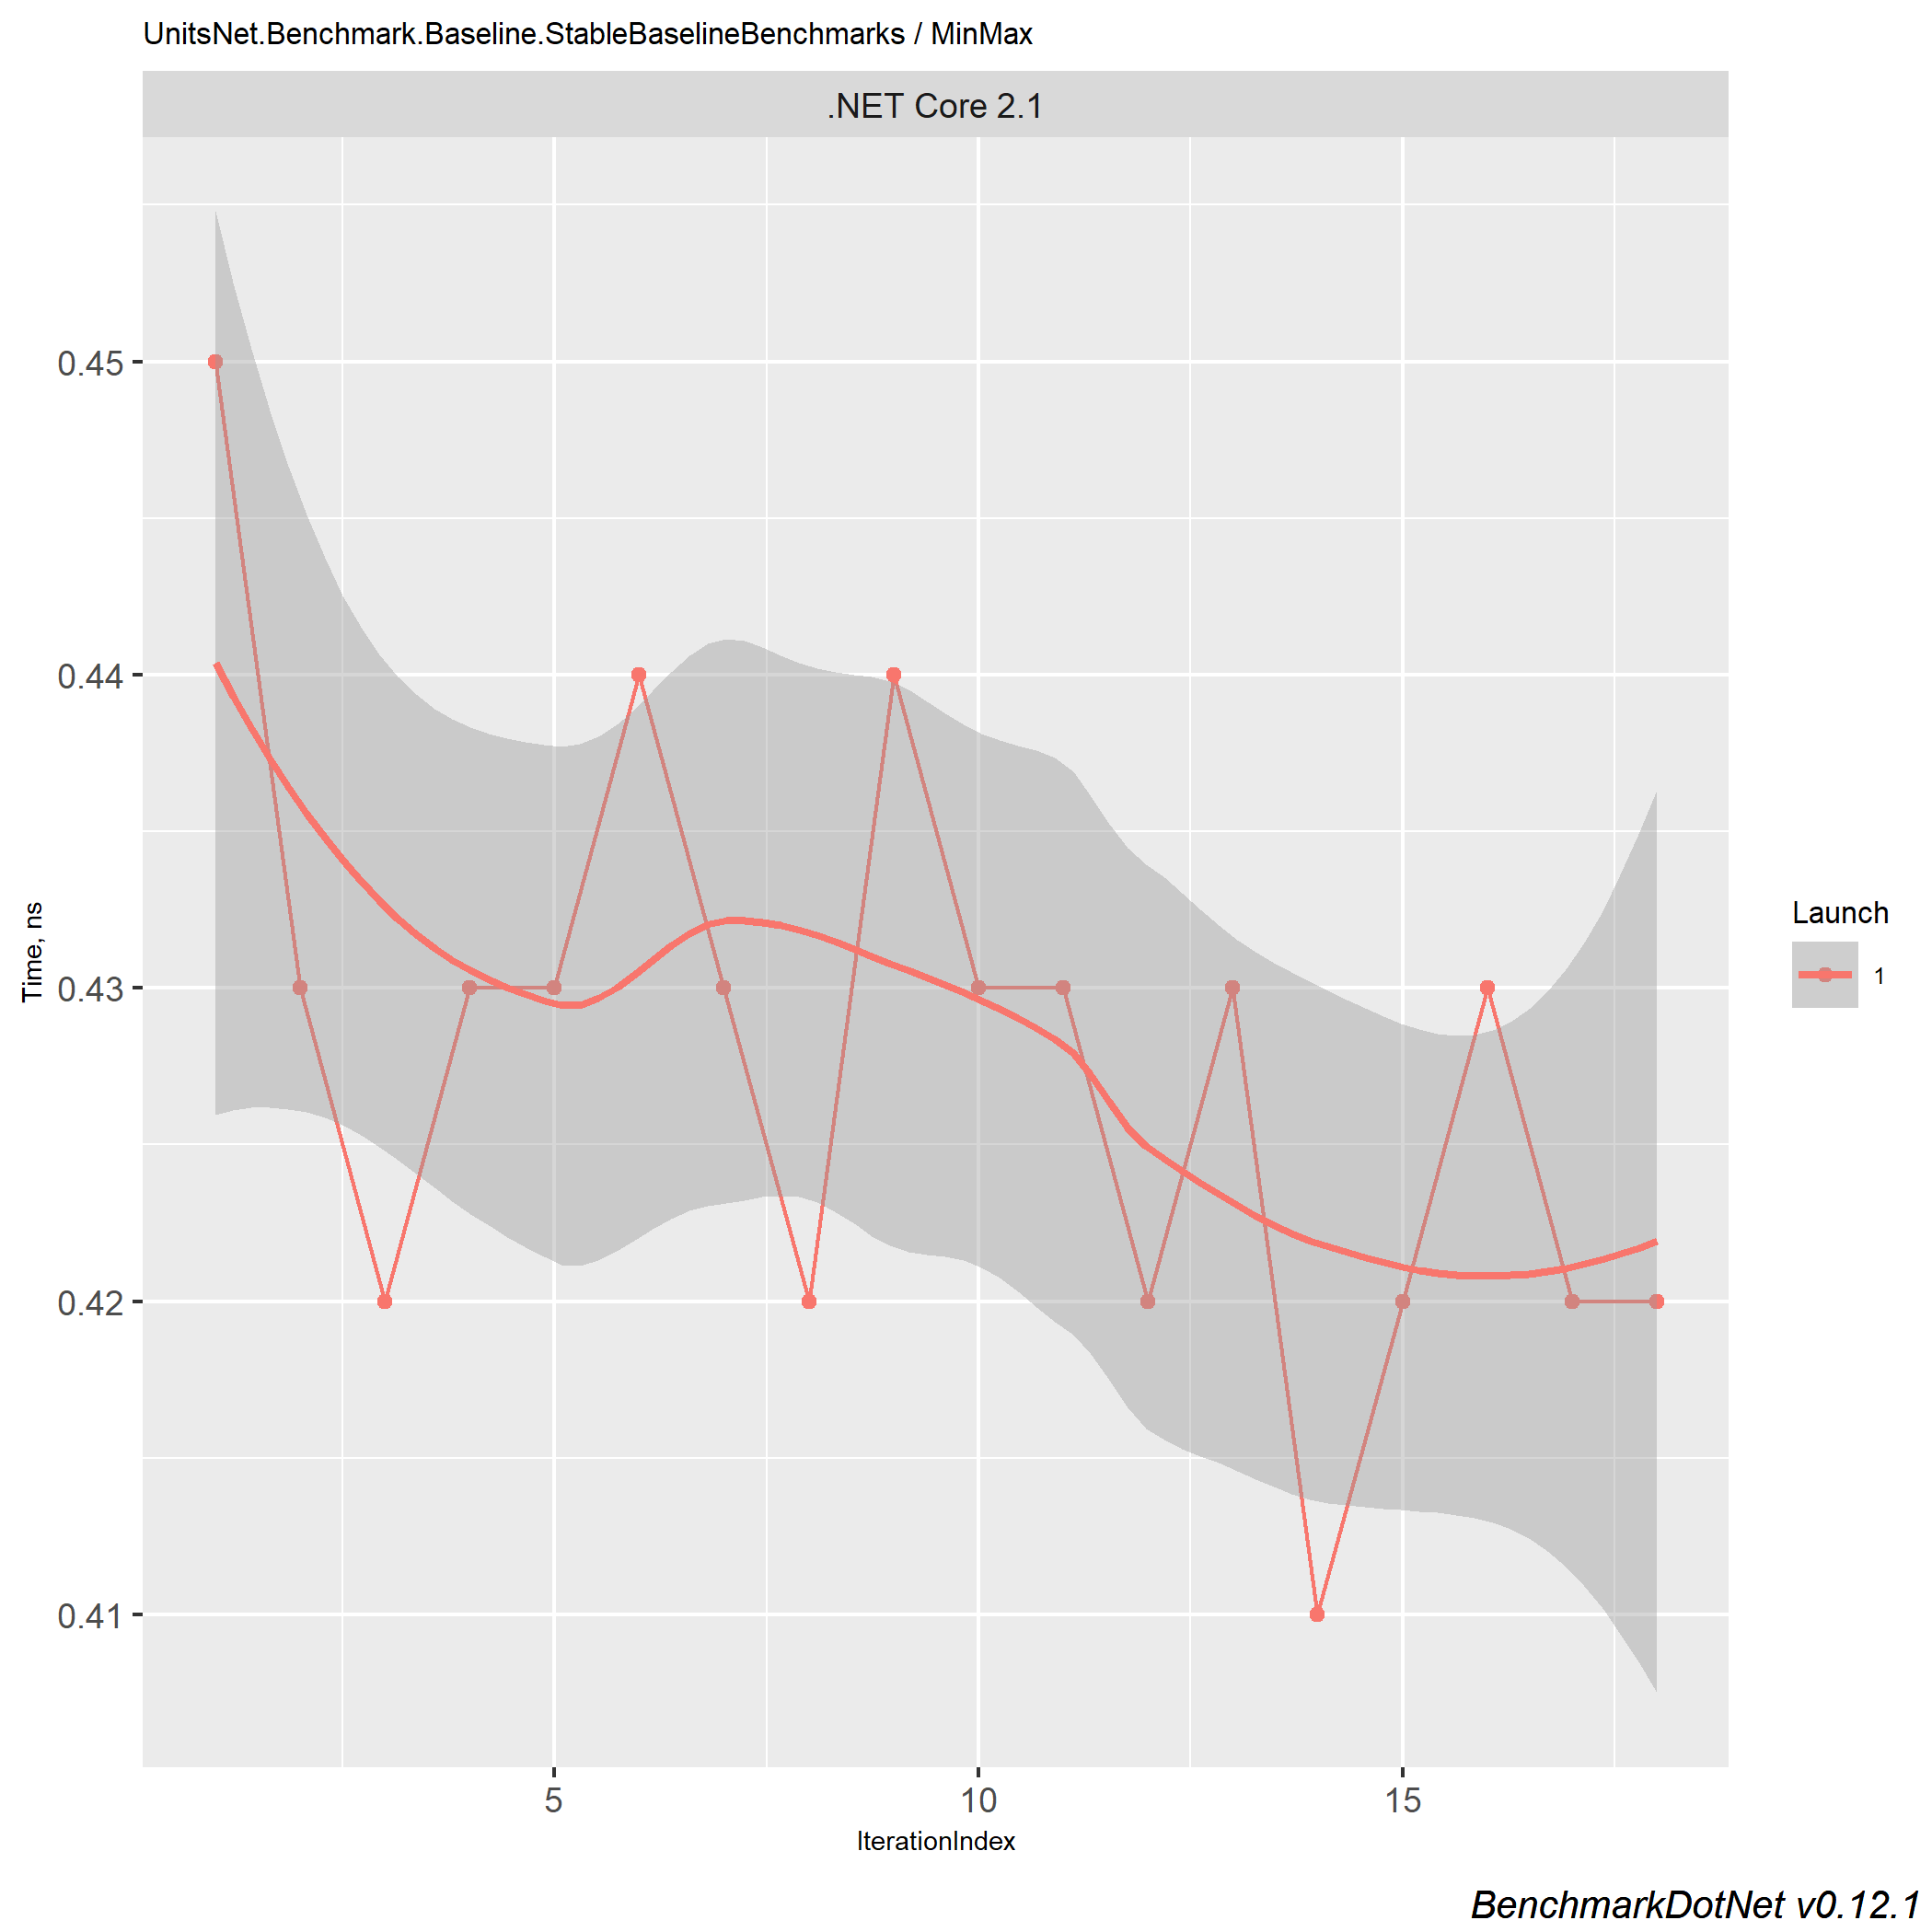 UnitsNet.Benchmark.Baseline.StableBaselineBenchmarks / MinMax
.NET Core 2.1
0.45
0.44
0.43
0.42
0.41
Time, ns
5
10
15
IterationIndex
Launch
1
BenchmarkDotNet v0.12.1